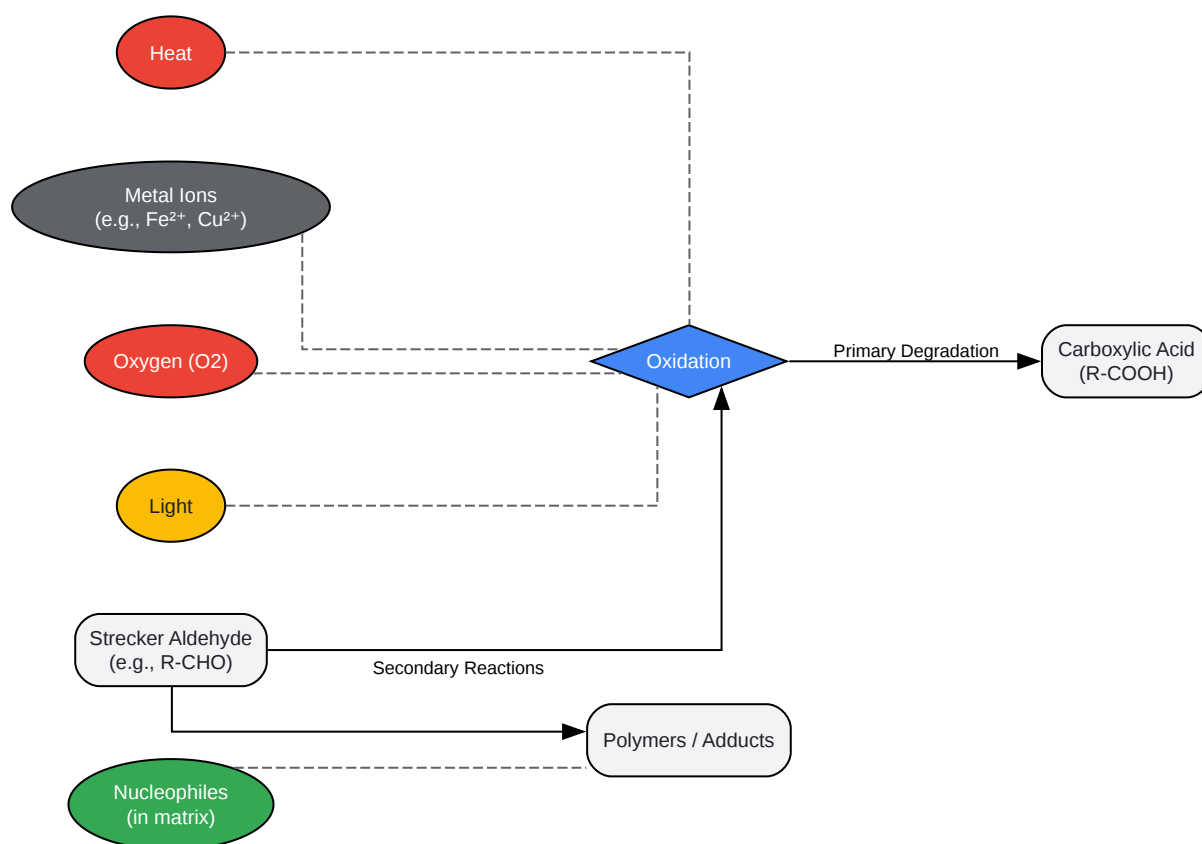 Heat
Metal Ions
(e.g., Fe²⁺, Cu²⁺)
Oxygen (O2)
Oxidation
Primary Degradation
Carboxylic Acid
(R-COOH)
Light
Strecker Aldehyde
(e.g., R-CHO)
Secondary Reactions
Polymers / Adducts
Nucleophiles
(in matrix)